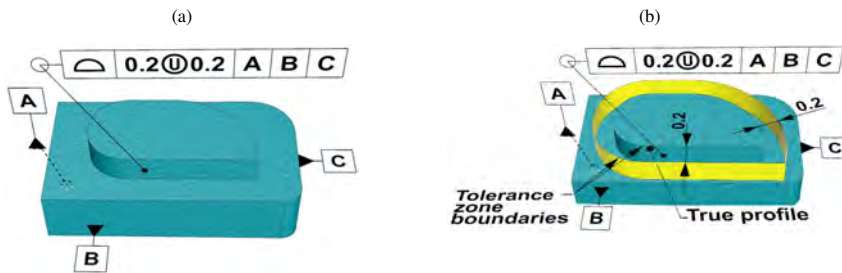 (a)
(b)
⌓ 0.2 Ⓤ 0.2 A B C
⌓ 0.2 Ⓤ 0.2 A B C
A
A
0.2
0.2
C
C
Tolerance
zone
boundaries
B
True profile
B